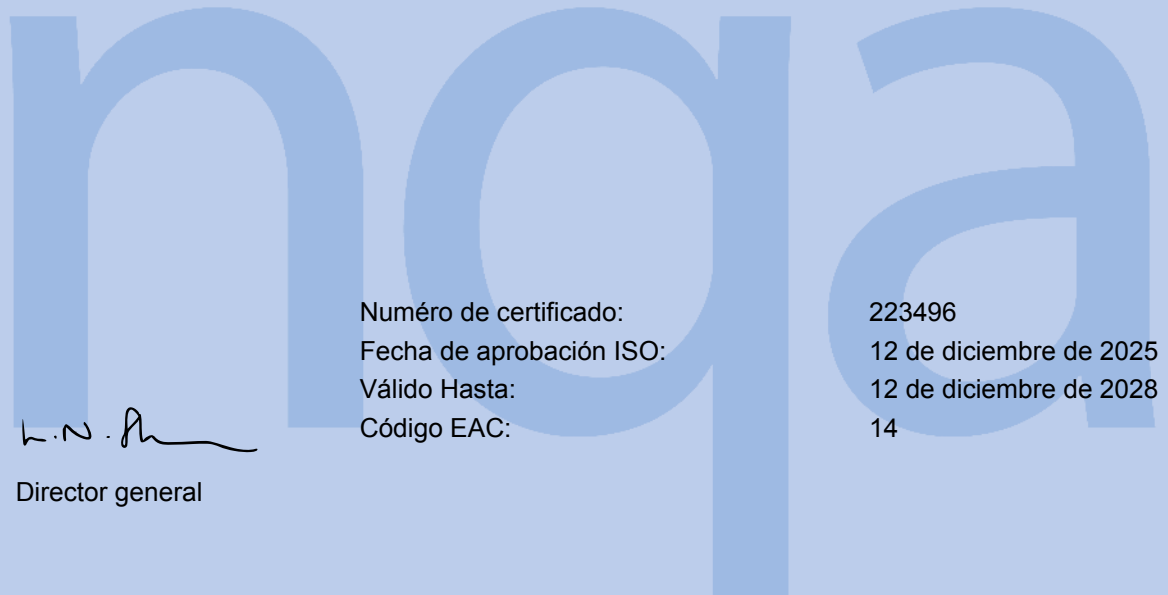 nqa
Numéro de certificado: 223496
Fecha de aprobación ISO: 12 de diciembre de 2025
Válido Hasta: 12 de diciembre de 2028
Código EAC: 14
L.N.
Director general